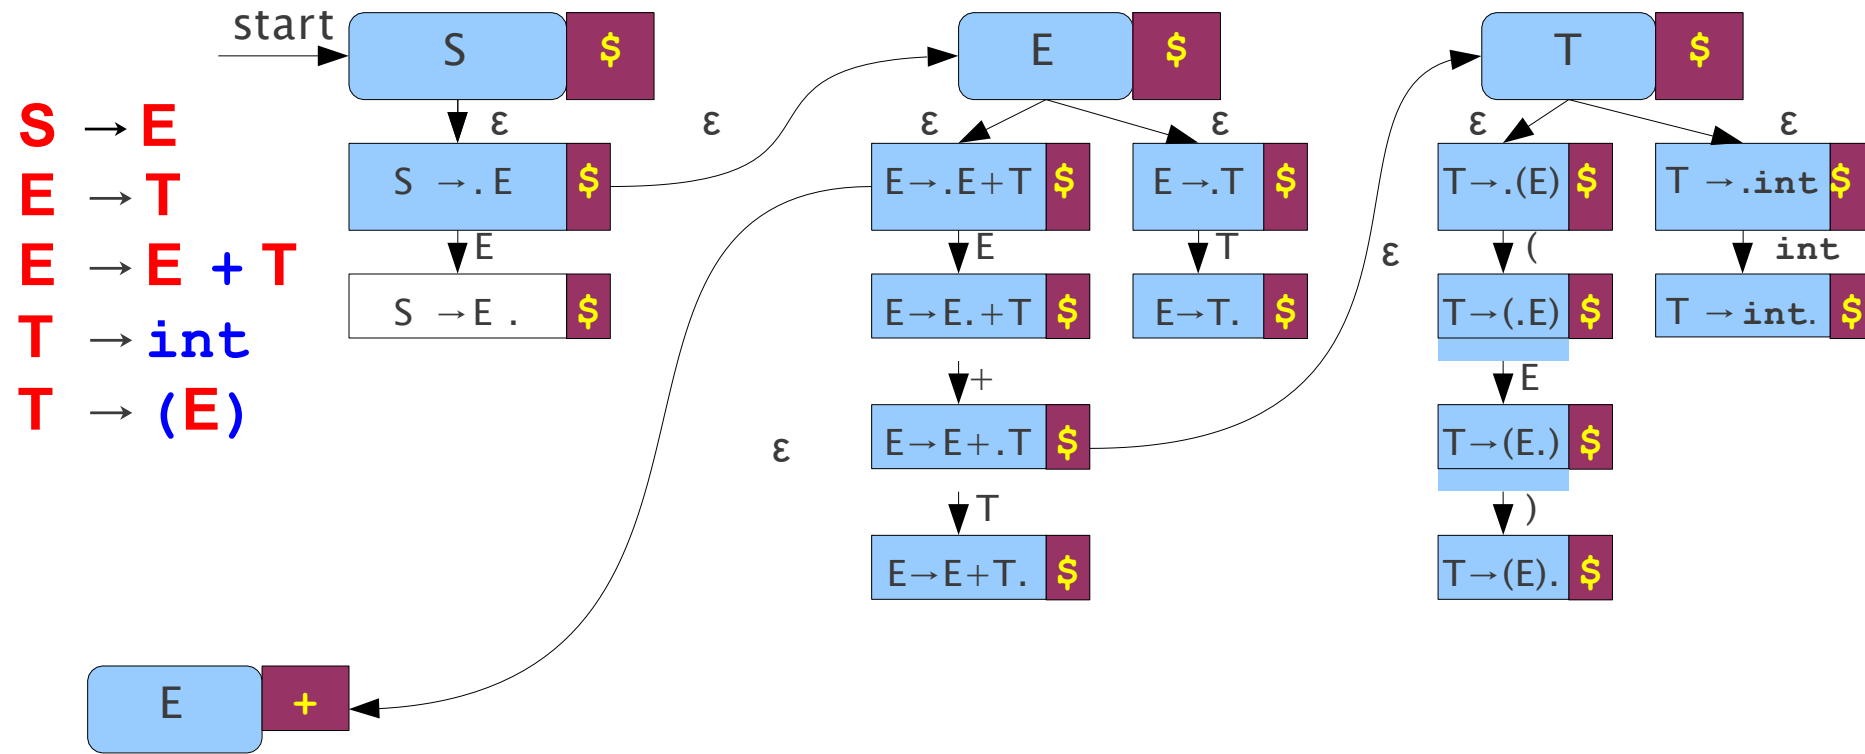 start
S $
E $
T $
S → E
E → T
E → E + T
T → int
T → (E)
ε
ε
ε
ε
ε
ε
S →. E $
E→.E+T $
E →.T $
T→.(E) $
T →.int $
E
E
T
ε
(
int
S →E . $
E→E.+T $
E→T. $
T→(.E) $
T → int. $
+
E
ε
E→E+.T $
T→(E.) $
T
)
E→E+T. $
T→(E). $
E +